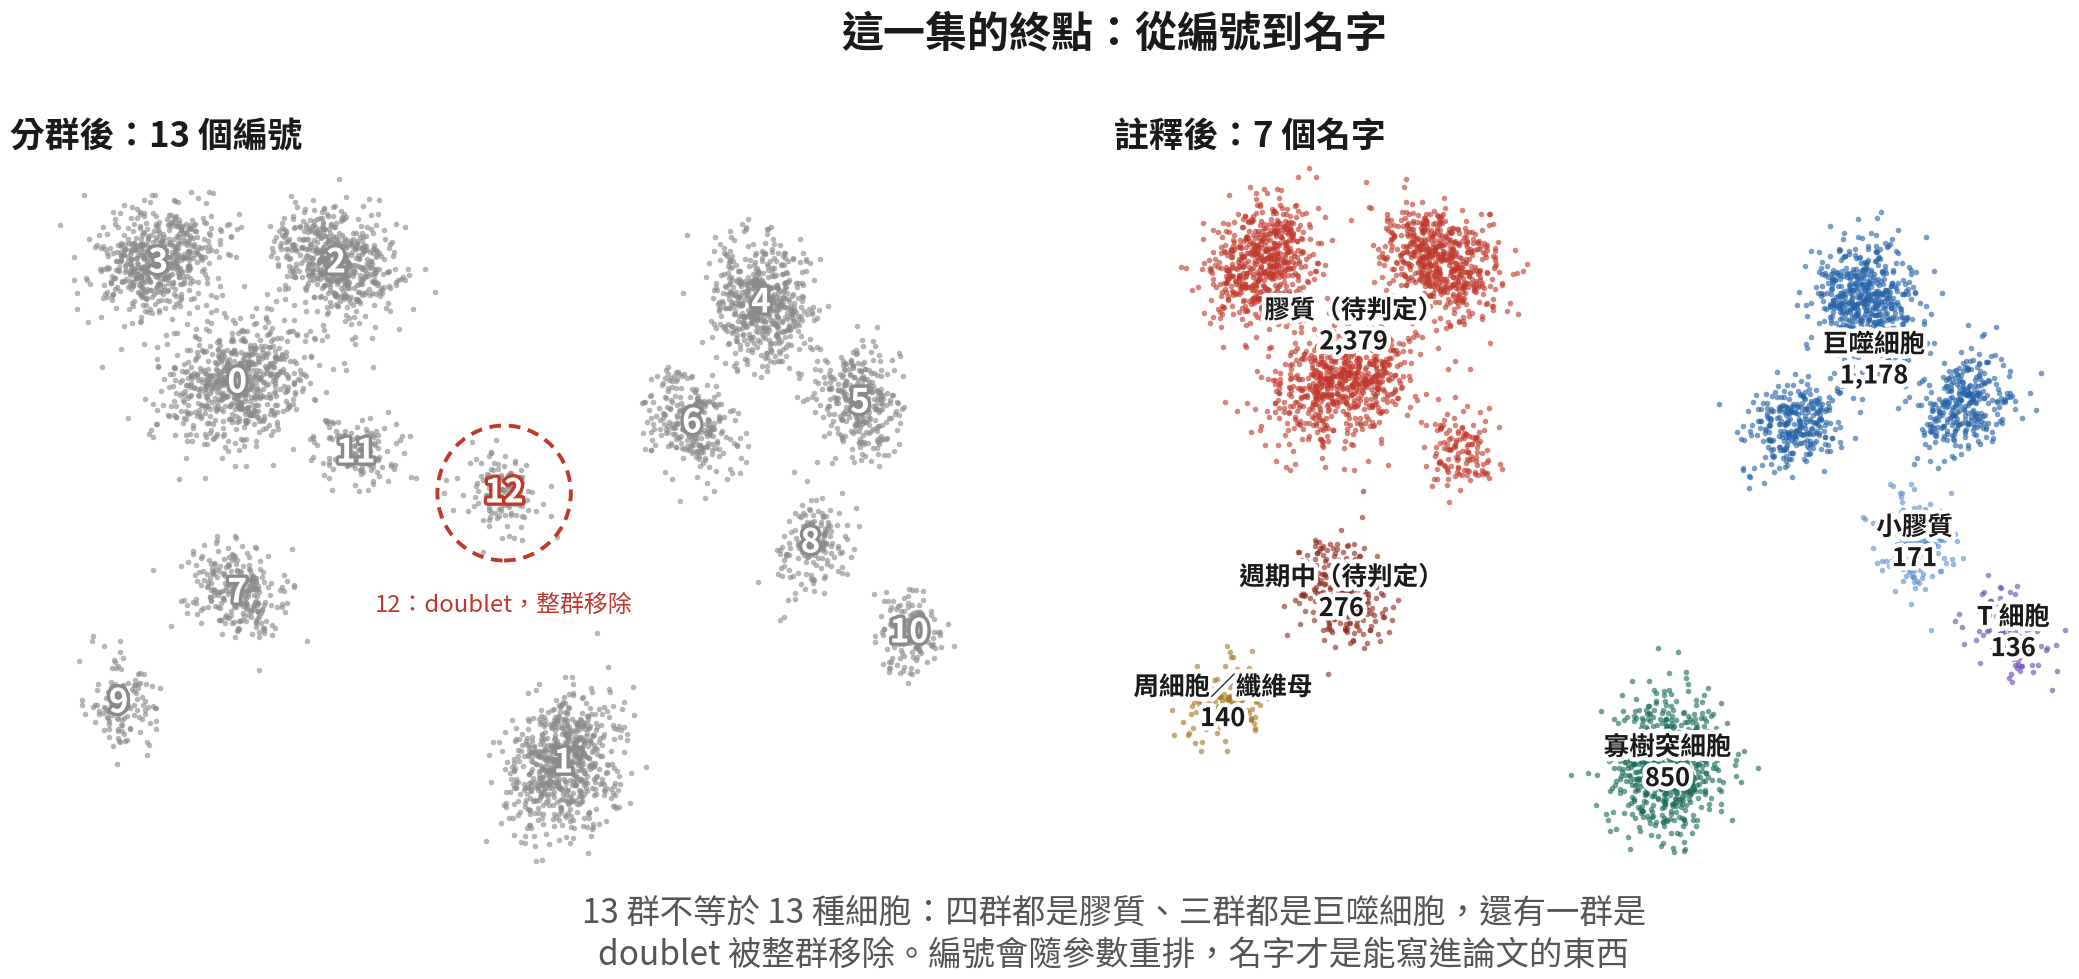 這一集的終點：從編號到名字
分群後：13 個編號
3
2
0
11
12
4
6
5
8
10
7
9
1
12：doublet，整群移除
註釋後：7 個名字
膠質（待判定）
2,379
巨噬細胞
1,178
小膠質
171
T 細胞
136
週期中（待判定）
276
周細胞／纖維母
140
寡樹突細胞
850
13 群不等於 13 種細胞：四群都是膠質、三群都是巨噬細胞，還有一群是
doublet 被整群移除。編號會隨參數重排，名字才是能寫進論文的東西